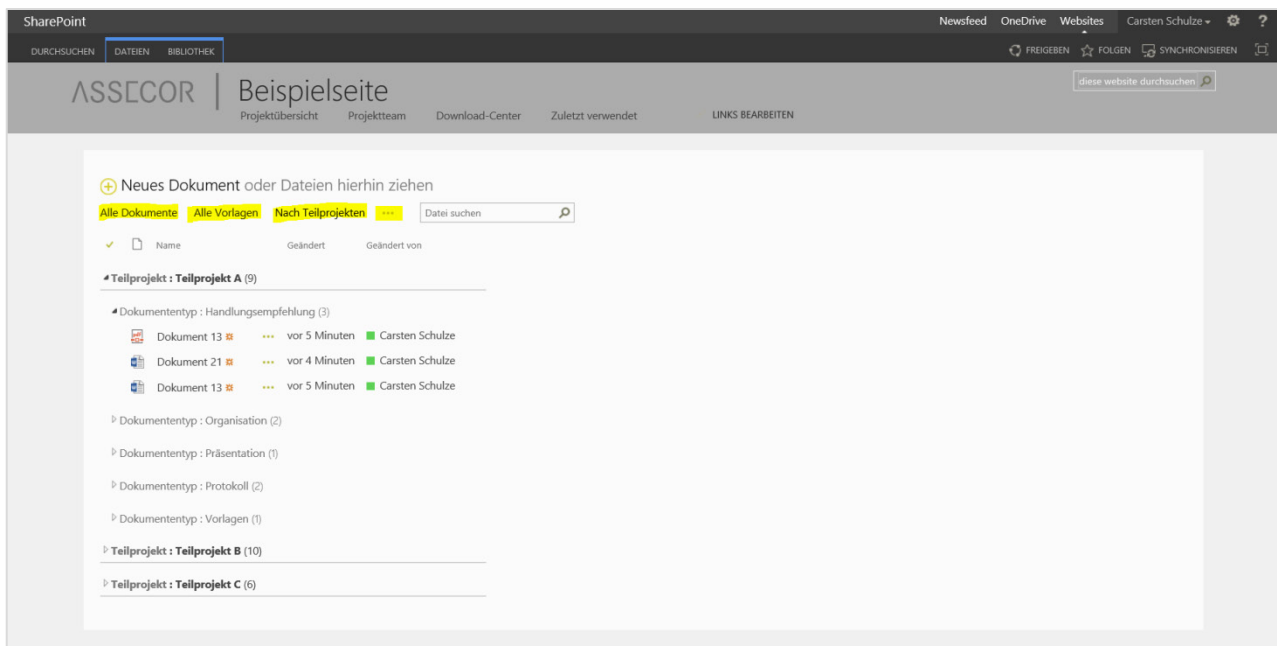 SharePoint Newsfeed OneDrive Websites Carsten Schulze ?
DURCHSUCHEN DATEIEN BIBLIOTHEK FREIGEBEN FOLGEN SYNCHRONISIEREN
ASSECOR Beispielseite diese website durchsuchen
Projektübersicht Projektteam Download-Center Zuletzt verwendet LINKS BEARBEITEN
Neues Dokument oder Dateien hierhin ziehen
Alle Dokumente Alle Vorlagen Nach Teilprojekten ... Datei suchen
Name Geändert Geändert von
Teilprojekt : Teilprojekt A (9)
Dokumententyp : Handlungsempfehlung (3)
Dokument 13 ... vor 5 Minuten Carsten Schulze
Dokument 21 ... vor 4 Minuten Carsten Schulze
Dokument 13 ... vor 5 Minuten Carsten Schulze
Dokumententyp : Organisation (2)
Dokumententyp : Präsentation (1)
Dokumententyp : Protokoll (2)
Dokumententyp : Vorlagen (1)
Teilprojekt : Teilprojekt B (10)
Teilprojekt : Teilprojekt C (6)